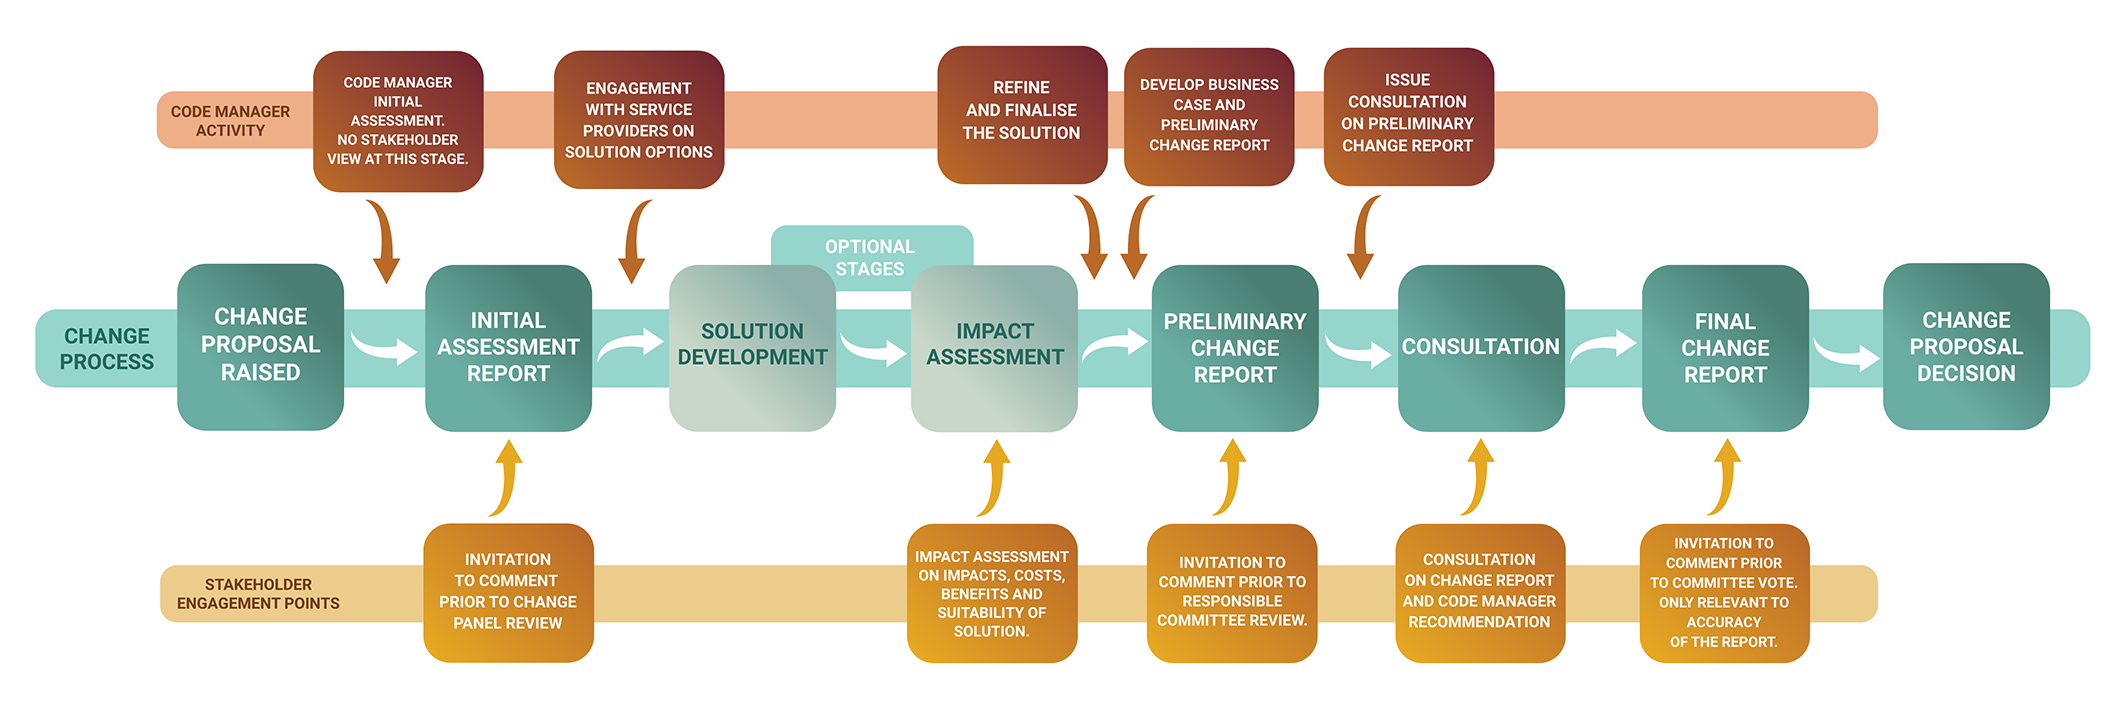 CODE MANAGER
ACTIVITY
CODE MANAGER
INITIAL
ASSESSMENT.
NO STAKEHOLDER
VIEW AT THIS STAGE.
ENGAGEMENT
WITH SERVICE
PROVIDERS ON
SOLUTION OPTIONS
REFINE
AND FINALISE
THE SOLUTION
DEVELOP BUSINESS
CASE AND
PRELIMINARY
CHANGE REPORT
ISSUE
CONSULTATION
ON PRELIMINARY
CHANGE REPORT
OPTIONAL
STAGES
CHANGE
PROCESS
CHANGE
PROPOSAL
RAISED
INITIAL
ASSESSMENT
REPORT
SOLUTION
DEVELOPMENT
IMPACT
ASSESSMENT
PRELIMINARY
CHANGE
REPORT
CONSULTATION
FINAL
CHANGE
REPORT
CHANGE
PROPOSAL
DECISION
STAKEHOLDER
ENGAGEMENT POINTS
INVITATION
TO COMMENT
PRIOR TO CHANGE
PANEL REVIEW
IMPACT ASSESSMENT
ON IMPACTS, COSTS,
BENEFITS AND
SUITABILITY OF
SOLUTION.
INVITATION TO
COMMENT PRIOR TO
RESPONSIBLE
COMMITTEE REVIEW.
CONSULTATION
ON CHANGE REPORT
AND CODE MANAGER
RECOMMENDATION
INVITATION TO
COMMENT PRIOR
TO COMMITTEE VOTE.
ONLY RELEVANT TO
ACCURACY
OF THE REPORT.